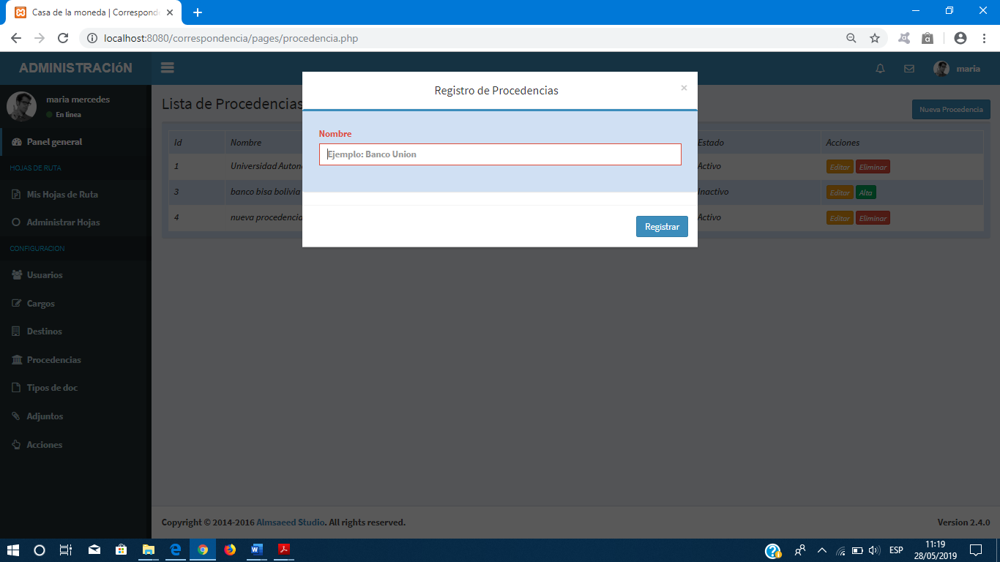 Casa de la moneda | Corresponde
localhost:8080/correspondencia/pages/procedencia.php
ADMINISTRACIóN
maria
maria mercedes
En linea
Panel general
HOJAS DE RUTA
Mis Hojas de Ruta
Administrar Hojas
CONFIGURACION
Usuarios
Cargos
Destinos
Procedencias
Tipos de doc
Adjuntos
Acciones
Lista de Procedencias
Nueva Procedencia
Id Nombre Estado Acciones
1 Universidad Activo Editar Eliminar
3 banco bisa bolivia Inactivo Editar Alta
4 nueva procedencia Activo Editar Eliminar
Registro de Procedencias ×
Nombre
Ejemplo: Banco Union
Registrar
Copyright © 2014-2016 Almsaeed Studio. All rights reserved.
Version 2.4.0
ESP
11:19
28/05/2019